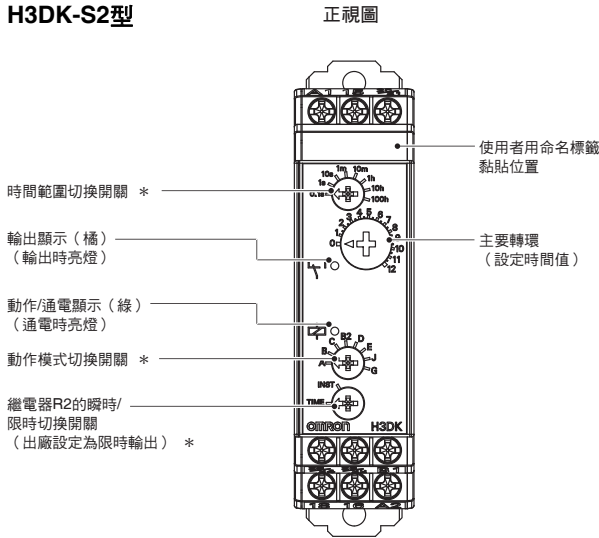 H3DK-S2型
正視圖
使用者用命名標籤
黏貼位置
時間範圍切換開關 ＊
0.1s
1s
10s
1m
10m
1h
10h
100h
輸出顯示（橘）
（輸出時亮燈）
0
1
2
3
4
5
6
7
8
9
10
11
12
主要轉環
（設定時間值）
動作/通電顯示（綠）
（通電時亮燈）
動作模式切換開關 ＊
A
B
C
B2
D
E
J
G
繼電器R2的瞬時/
限時切換開關
（出廠設定為限時輸出） ＊
INST
TIME
OMRON
H3DK